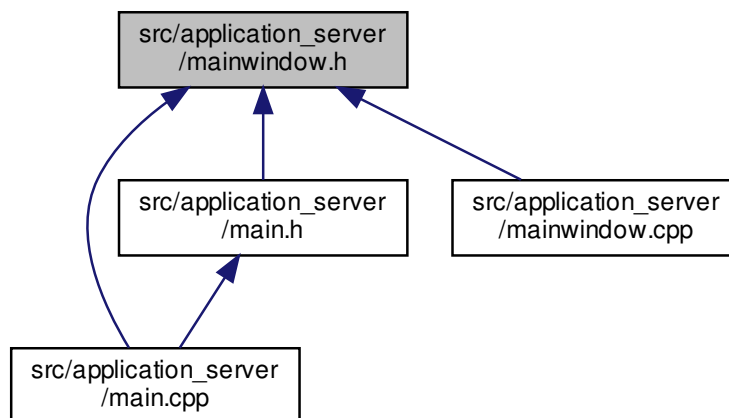 src/application_server
/mainwindow.h
src/application_server
/main.h
src/application_server
/mainwindow.cpp
src/application_server
/main.cpp